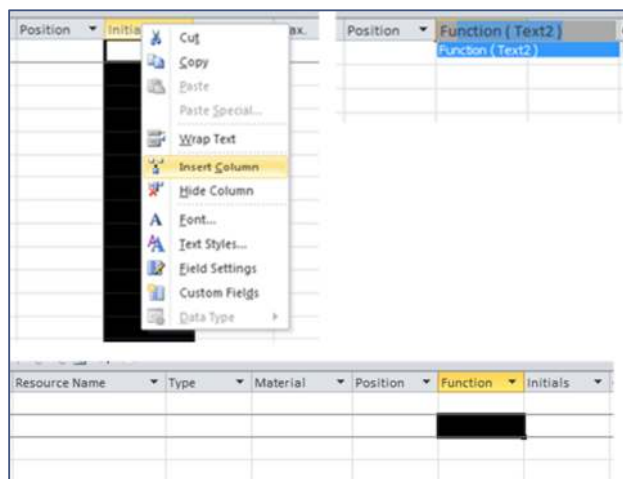 Position Initia ax.
Cut
Copy
Paste
Paste Special...
Wrap Text
Insert Column
Hide Column
Font...
Text Styles...
Field Settings
Custom Fields
Data Type
Position Function ( Text2 )
Function ( Text2 )
Resource Name Type Material Position Function Initials